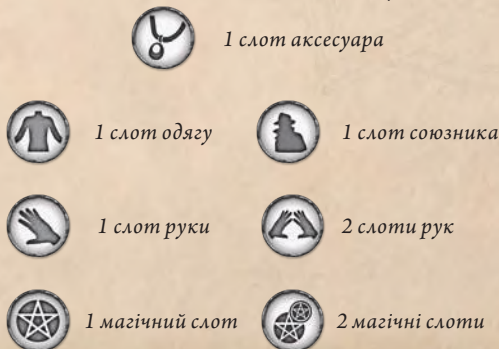 1 слот аксесуара
1 слот одягу
1 слот союзника
1 слот руки
2 слоти рук
1 магічний слот
2 магічні слоти